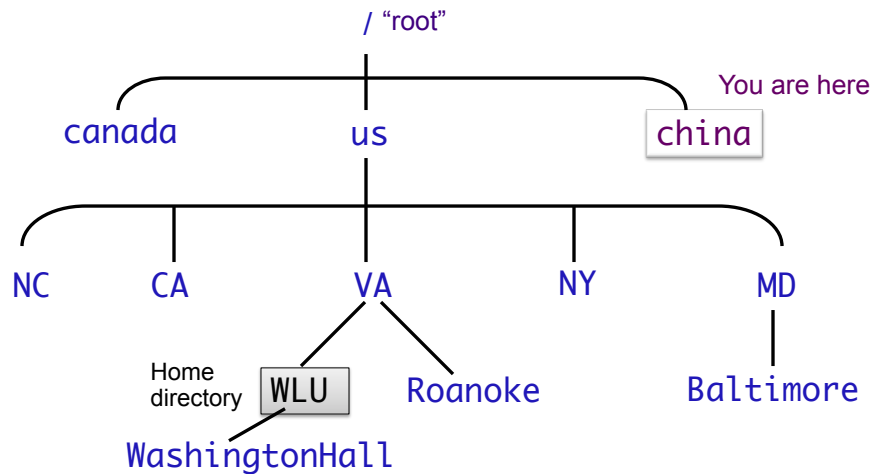 / “root”
You are here
canada us china
NC CA VA NY MD
Home
directory
WLU Roanoke Baltimore
WashingtonHall